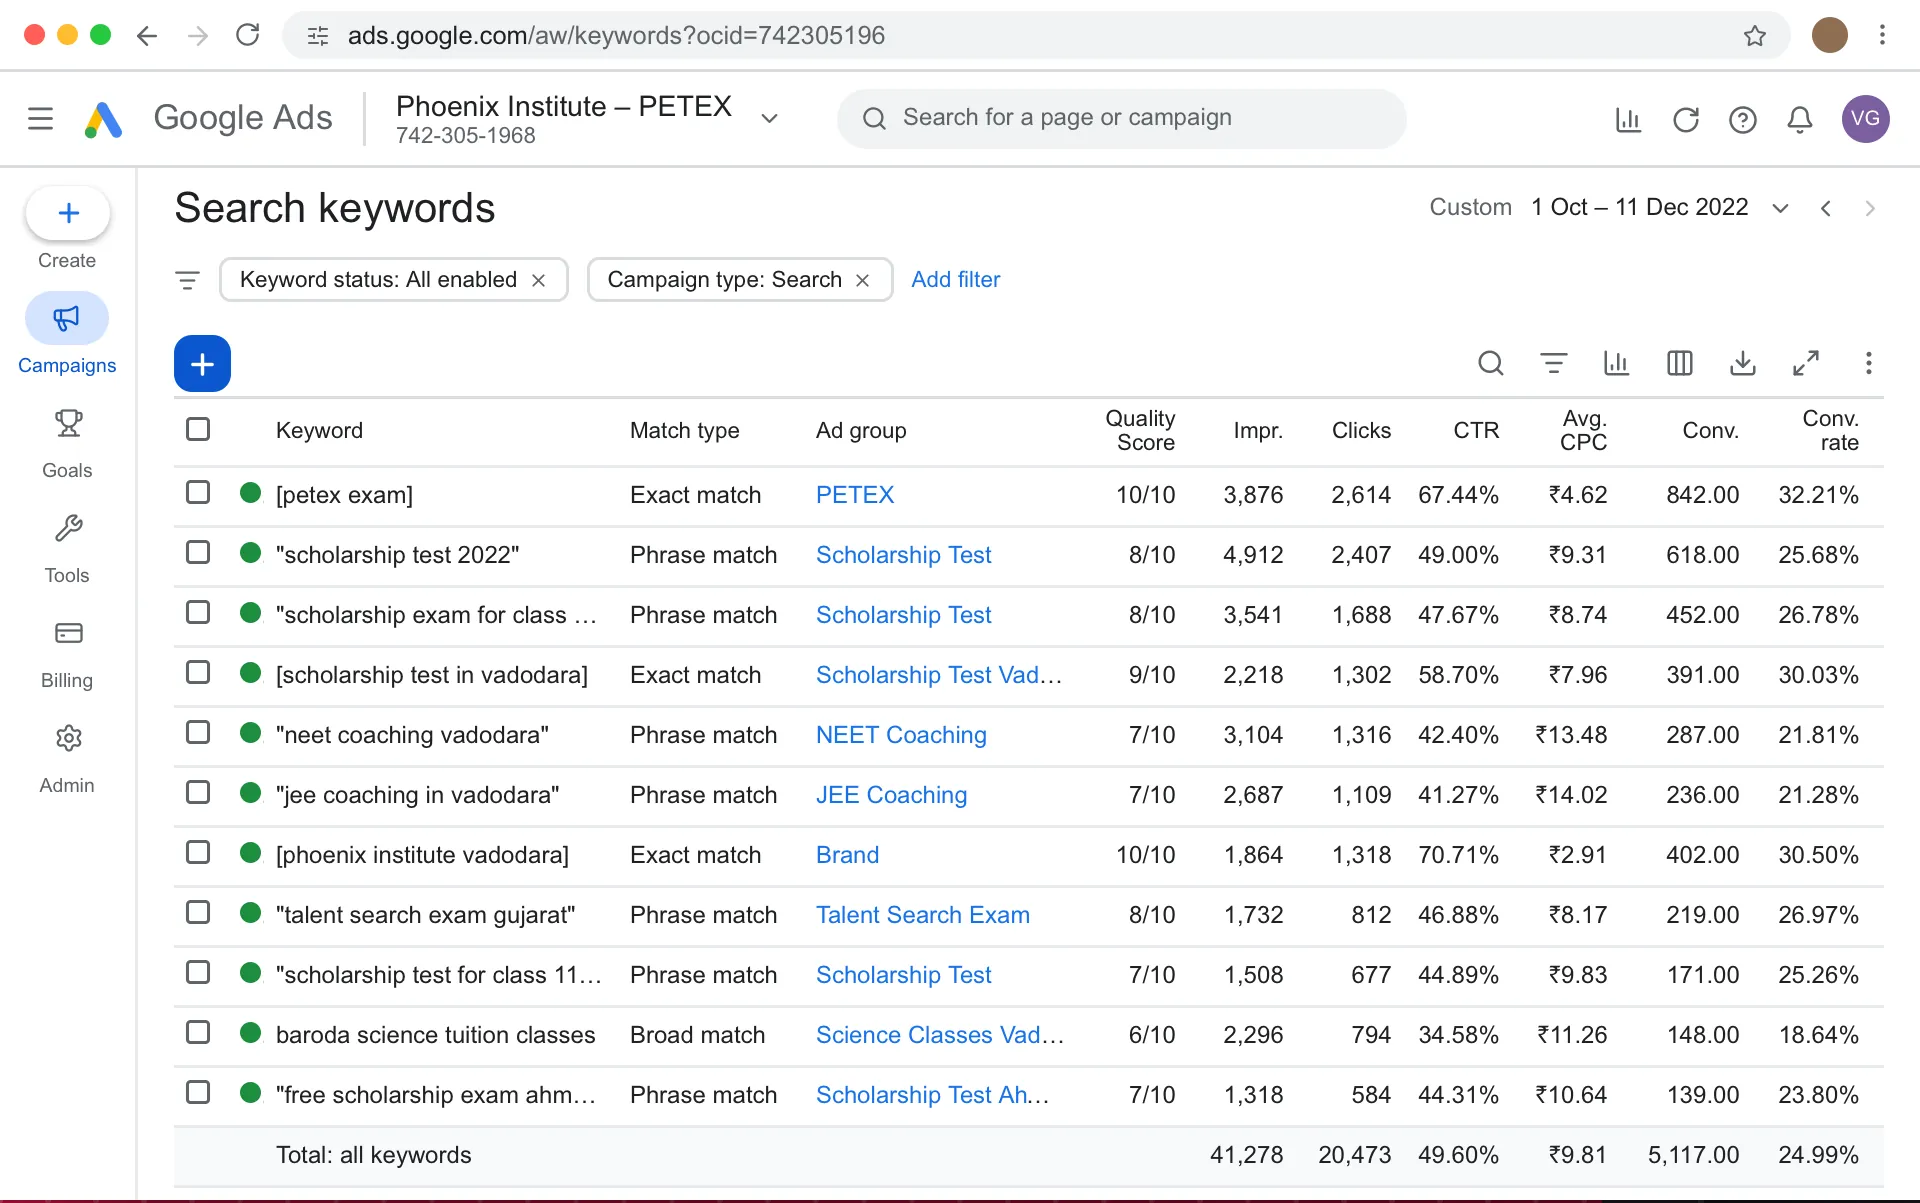 ads.google.com/aw/keywords?ocid=742305196
Google Ads
Phoenix Institute – PETEX
742-305-1968
Search for a page or campaign
VG
Create
Campaigns
Goals
Tools
Billing
Admin
Search keywords
Custom 1 Oct – 11 Dec 2022
Keyword status: All enabled
Campaign type: Search
Add filter
Keyword Match type Ad group Quality Score Impr. Clicks CTR Avg. CPC Conv. Conv. rate
[petex exam] Exact match PETEX 10/10 3,876 2,614 67.44% ₹4.62 842.00 32.21%
"scholarship test 2022" Phrase match Scholarship Test 8/10 4,912 2,407 49.00% ₹9.31 618.00 25.68%
"scholarship exam for class … Phrase match Scholarship Test 8/10 3,541 1,688 47.67% ₹8.74 452.00 26.78%
[scholarship test in vadodara] Exact match Scholarship Test Vad… 9/10 2,218 1,302 58.70% ₹7.96 391.00 30.03%
"neet coaching vadodara" Phrase match NEET Coaching 7/10 3,104 1,316 42.40% ₹13.48 287.00 21.81%
"jee coaching in vadodara" Phrase match JEE Coaching 7/10 2,687 1,109 41.27% ₹14.02 236.00 21.28%
[phoenix institute vadodara] Exact match Brand 10/10 1,864 1,318 70.71% ₹2.91 402.00 30.50%
"talent search exam gujarat" Phrase match Talent Search Exam 8/10 1,732 812 46.88% ₹8.17 219.00 26.97%
"scholarship test for class 11… Phrase match Scholarship Test 7/10 1,508 677 44.89% ₹9.83 171.00 25.26%
baroda science tuition classes Broad match Science Classes Vad… 6/10 2,296 794 34.58% ₹11.26 148.00 18.64%
"free scholarship exam ahm… Phrase match Scholarship Test Ah… 7/10 1,318 584 44.31% ₹10.64 139.00 23.80%
Total: all keywords 41,278 20,473 49.60% ₹9.81 5,117.00 24.99%